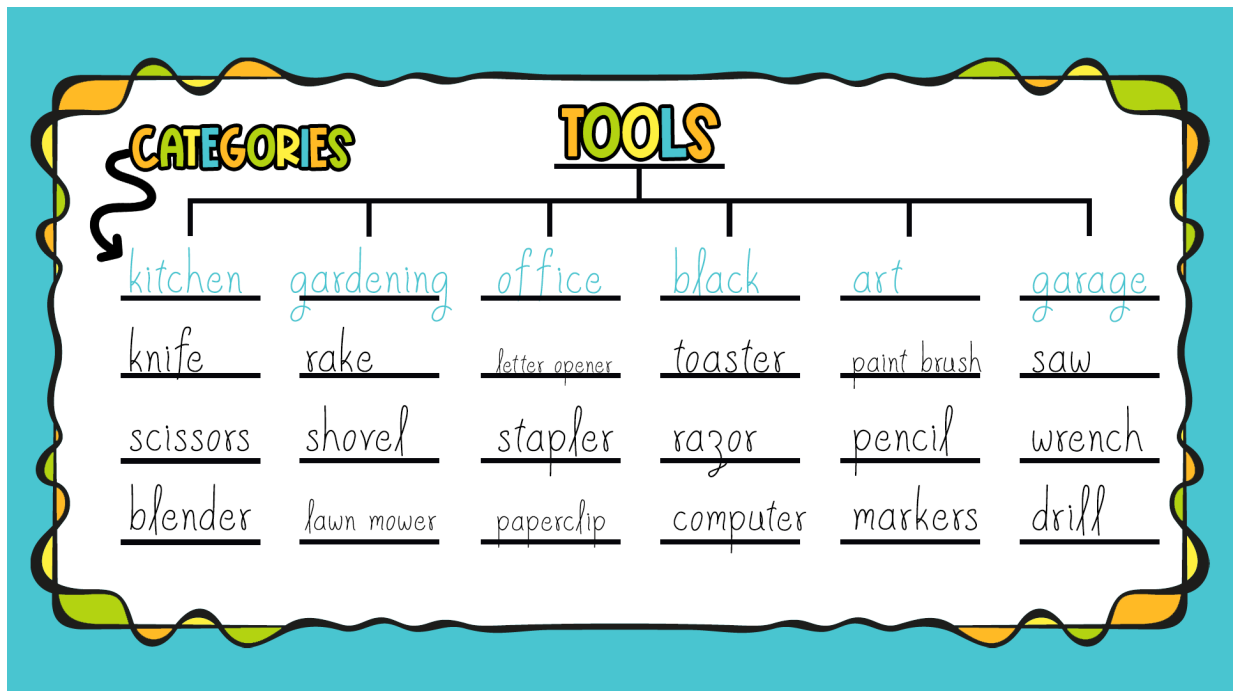 TOOLS
CATEGORIES
kitchen gardening office black art garage
knife rake letter opener toaster paint brush saw
scissors shovel stapler razor pencil wrench
blender lawn mower paperclip computer markers drill